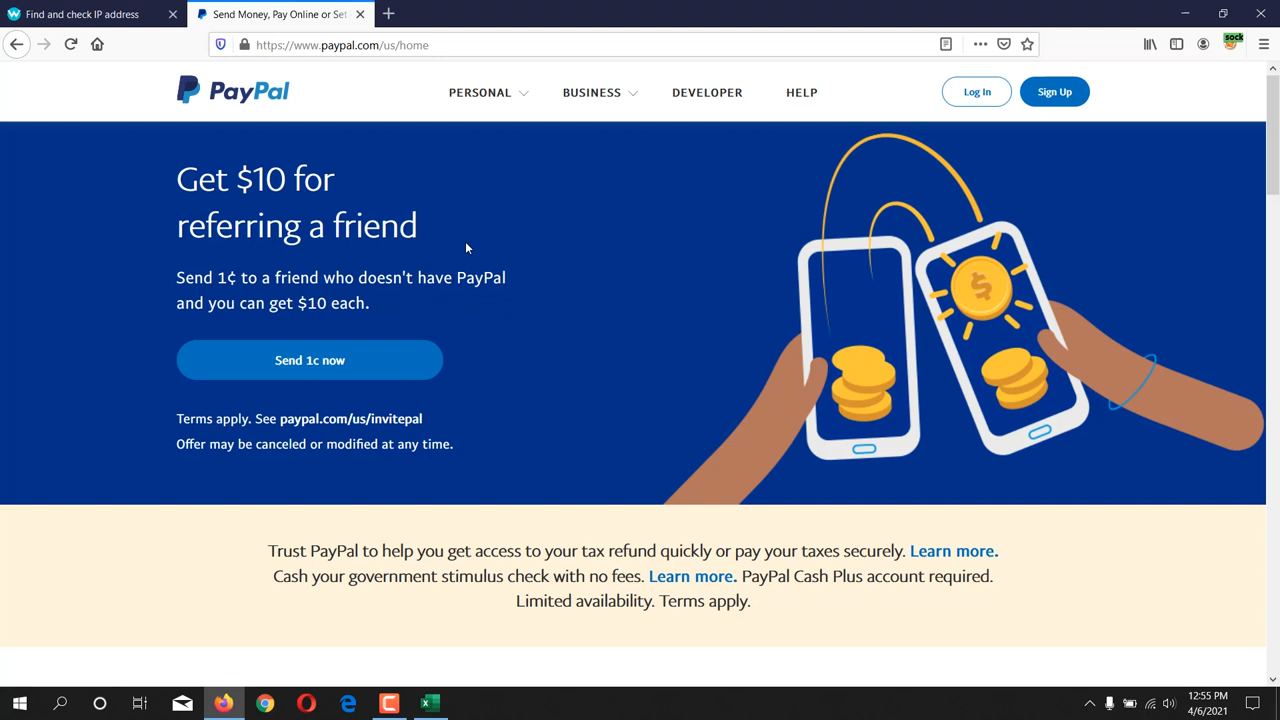 Find and check IP address
Send Money, Pay Online or Set
https://www.paypal.com/us/home
sock
PayPal
PERSONAL
BUSINESS
DEVELOPER
HELP
Log In
Sign Up
Get $10 for
referring a friend
Send 1¢ to a friend who doesn't have PayPal
and you can get $10 each.
Send 1c now
Terms apply. See paypal.com/us/invitepal
Offer may be canceled or modified at any time.
$
Trust PayPal to help you get access to your tax refund quickly or pay your taxes securely. Learn more.
Cash your government stimulus check with no fees. Learn more. PayPal Cash Plus account required.
Limited availability. Terms apply.
12:55 PM
4/6/2021